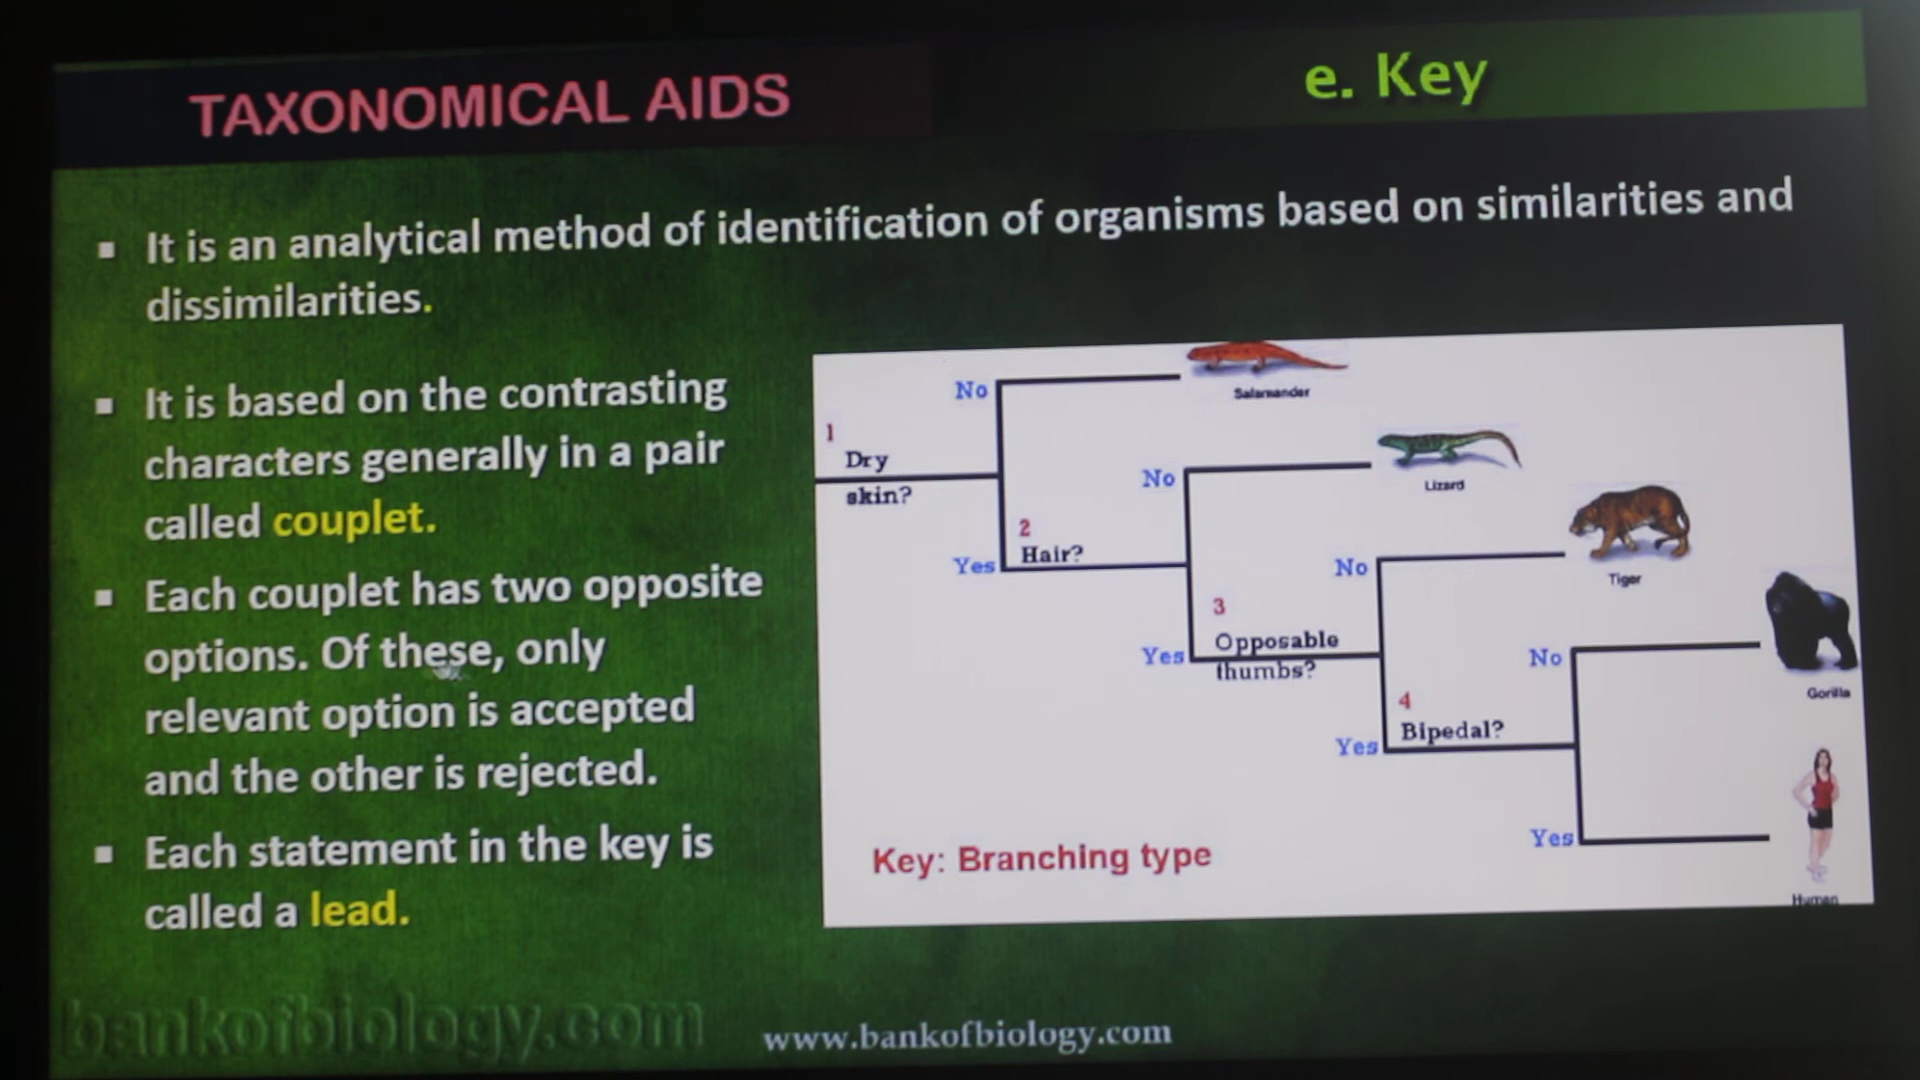 TAXONOMICAL AIDS
e. Key
▪ It is an analytical method of identification of organisms based on similarities and
dissimilarities.
▪ It is based on the contrasting
characters generally in a pair
called couplet.
▪ Each couplet has two opposite
options. Of these, only
relevant option is accepted
and the other is rejected.
▪ Each statement in the key is
called a lead.
No
Salamander
1
Dry
skin?
No
Lizard
2
Hair?
Yes
No
Tiger
3
Opposable
thumbs?
Yes
No
Gorilla
4
Bipedal?
Yes
Yes
Human
Key: Branching type
bankofbiology.com
www.bankofbiology.com